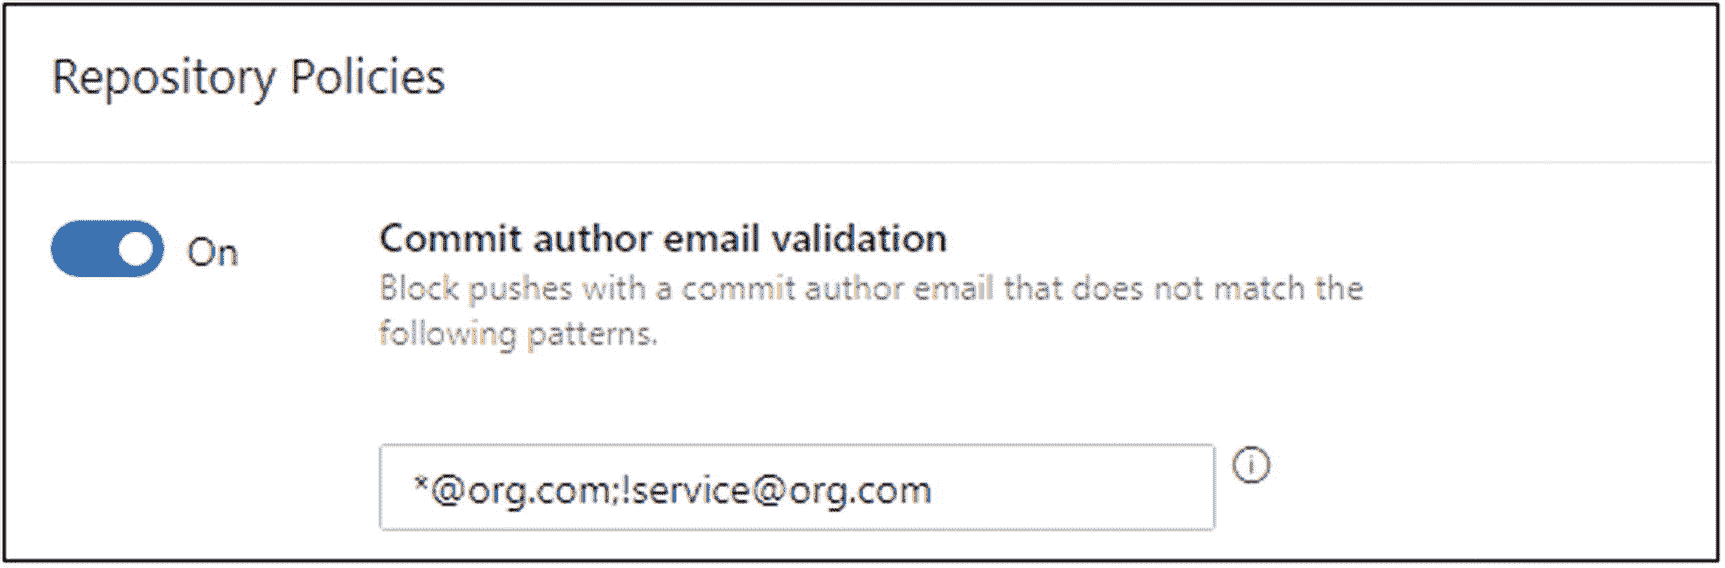 Repository Policies
On
Commit author email validation
Block pushes with a commit author email that does not match the
following patterns.
*@org.com;!service@org.com